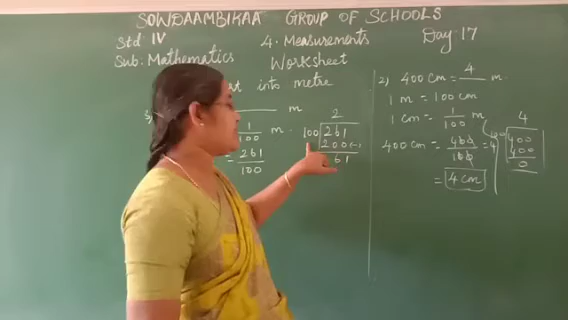 SOWDAAMBIKAA GROUP OF SCHOOLS
Std IV 4. Measurements Day: 17
Sub: Mathematics Worksheet
into metre
____ m
1/100 m
= 261/100
2
100 261
200 (-)
61
2) 400 cm = 4 m.
1 m = 100 cm
1 cm = 1/100 m
400 cm = 400/100 = 4
= 4 cm
4
400
400
0